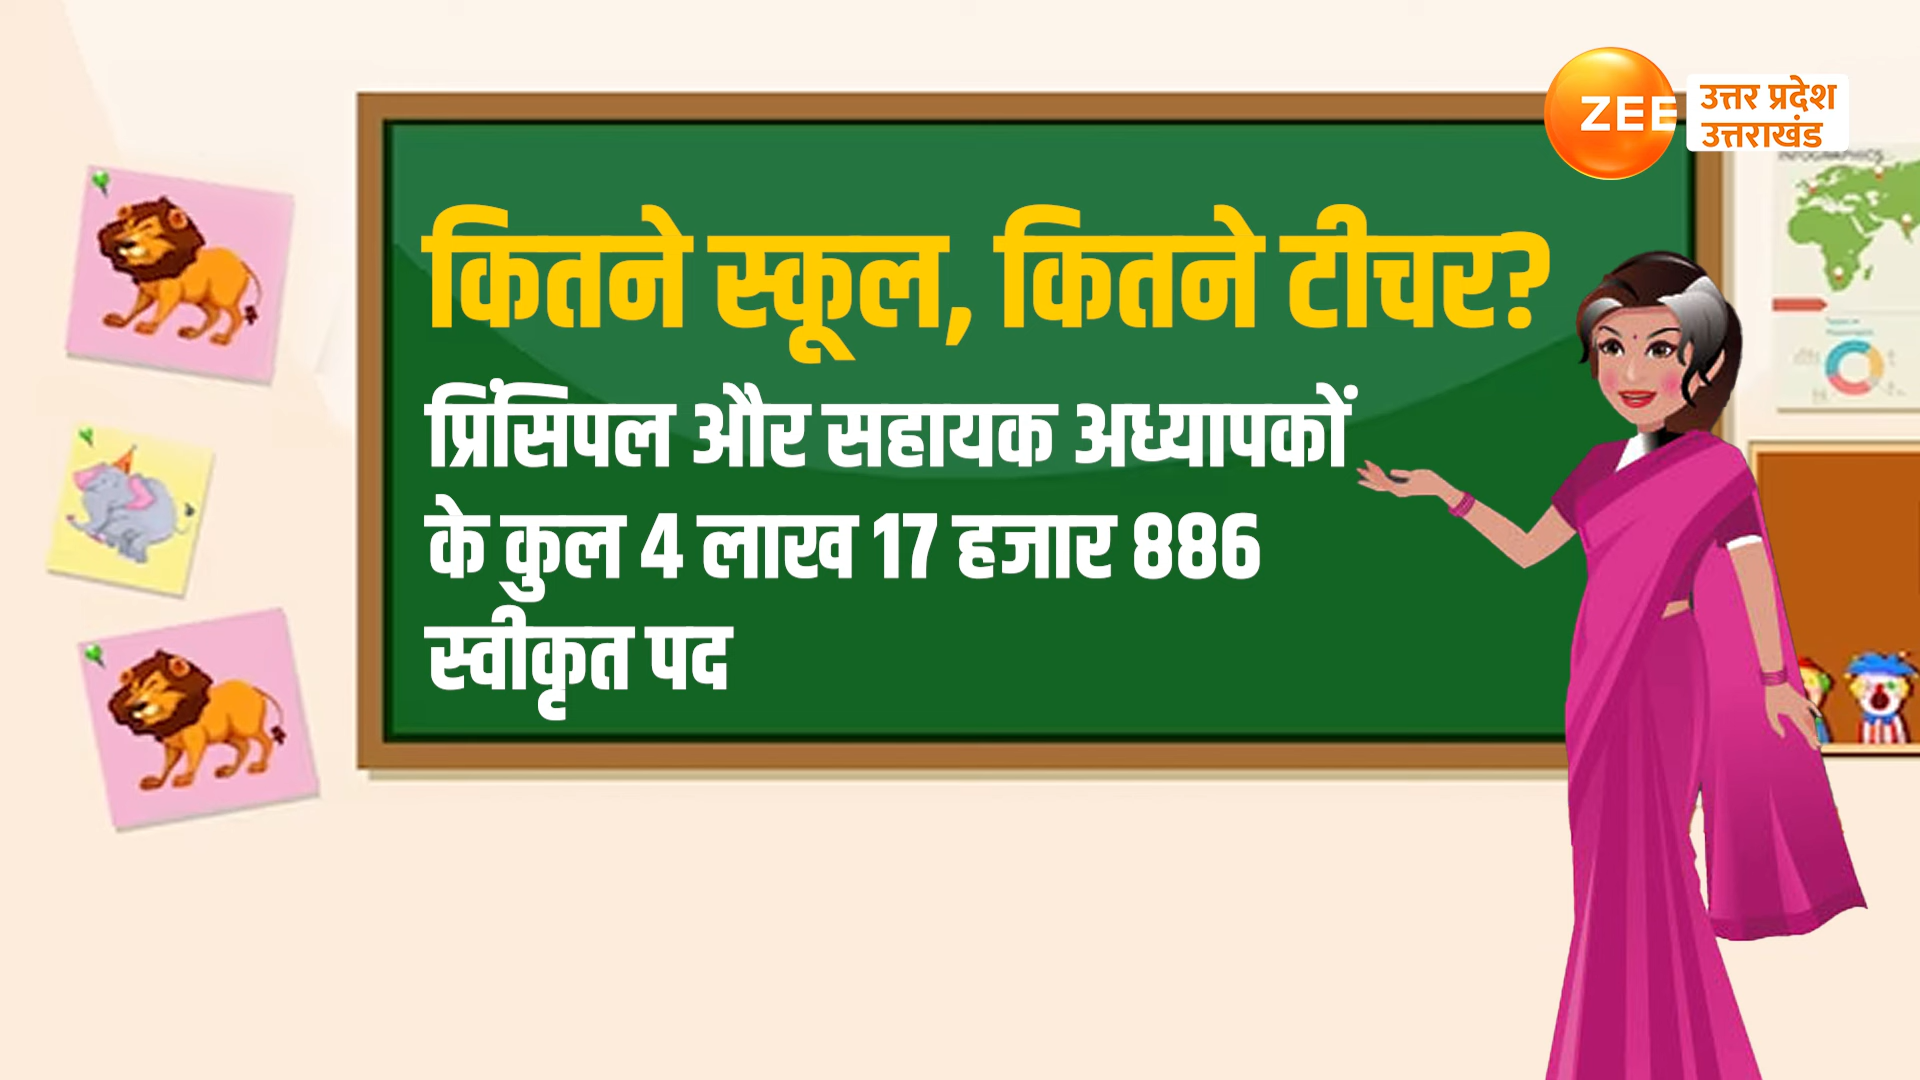 ZEE
उत्तर प्रदेश
उत्तराखंड
INFOGRAPHICS
कितने स्कूल, कितने टीचर?
प्रिंसिपल और सहायक अध्यापकों
के कुल 4 लाख 17 हजार 886
स्वीकृत पद